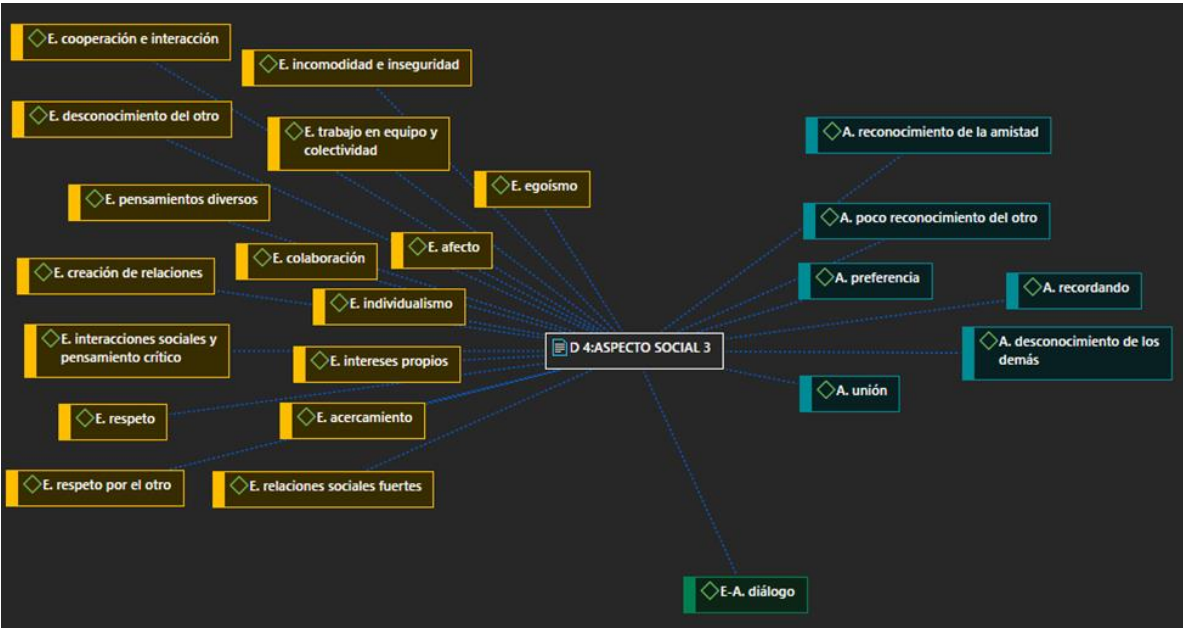 E. cooperación e interacción
E. incomodidad e inseguridad
E. desconocimiento del otro
E. trabajo en equipo y
colectividad
E. egoísmo
E. pensamientos diversos
E. afecto
E. colaboración
E. creación de relaciones
E. individualismo
E. interacciones sociales y
pensamiento crítico
E. intereses propios
E. respeto
E. acercamiento
E. respeto por el otro
E. relaciones sociales fuertes
D 4:ASPECTO SOCIAL 3
A. reconocimiento de la amistad
A. poco reconocimiento del otro
A. preferencia
A. recordando
A. desconocimiento de los
demás
A. unión
E-A. diálogo